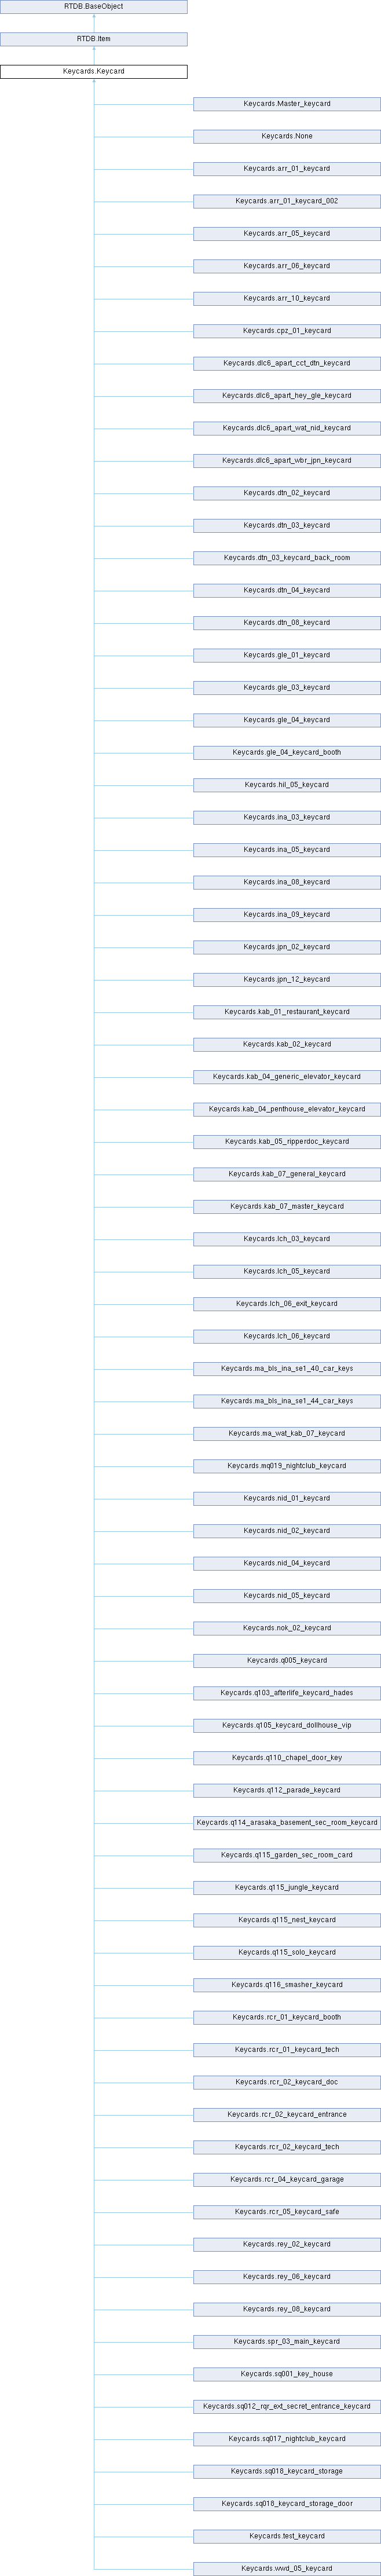 RTDB.BaseObject
RTDB.Item
Keycards.Keycard
Keycards.Master_keycard
Keycards.None
Keycards.arr_01_keycard
Keycards.arr_01_keycard_002
Keycards.arr_05_keycard
Keycards.arr_06_keycard
Keycards.arr_10_keycard
Keycards.cpz_01_keycard
Keycards.dlc6_apart_cct_dtn_keycard
Keycards.dlc6_apart_hey_gle_keycard
Keycards.dlc6_apart_wat_nid_keycard
Keycards.dlc6_apart_wbr_jpn_keycard
Keycards.dtn_02_keycard
Keycards.dtn_03_keycard
Keycards.dtn_03_keycard_back_room
Keycards.dtn_04_keycard
Keycards.dtn_08_keycard
Keycards.gle_01_keycard
Keycards.gle_03_keycard
Keycards.gle_04_keycard
Keycards.gle_04_keycard_booth
Keycards.hil_05_keycard
Keycards.ina_03_keycard
Keycards.ina_05_keycard
Keycards.ina_08_keycard
Keycards.ina_09_keycard
Keycards.jpn_02_keycard
Keycards.jpn_12_keycard
Keycards.kab_01_restaurant_keycard
Keycards.kab_02_keycard
Keycards.kab_04_generic_elevator_keycard
Keycards.kab_04_penthouse_elevator_keycard
Keycards.kab_05_ripperdoc_keycard
Keycards.kab_07_general_keycard
Keycards.kab_07_master_keycard
Keycards.lch_03_keycard
Keycards.lch_05_keycard
Keycards.lch_06_exit_keycard
Keycards.lch_06_keycard
Keycards.ma_bls_ina_se1_40_car_keys
Keycards.ma_bls_ina_se1_44_car_keys
Keycards.ma_wat_kab_07_keycard
Keycards.mq019_nightclub_keycard
Keycards.nid_01_keycard
Keycards.nid_02_keycard
Keycards.nid_04_keycard
Keycards.nid_05_keycard
Keycards.nok_02_keycard
Keycards.q005_keycard
Keycards.q103_afterlife_keycard_hades
Keycards.q105_keycard_dollhouse_vip
Keycards.q110_chapel_door_key
Keycards.q112_parade_keycard
Keycards.q114_arasaka_basement_sec_room_keycard
Keycards.q115_garden_sec_room_card
Keycards.q115_jungle_keycard
Keycards.q115_nest_keycard
Keycards.q115_solo_keycard
Keycards.q116_smasher_keycard
Keycards.rcr_01_keycard_booth
Keycards.rcr_01_keycard_tech
Keycards.rcr_02_keycard_doc
Keycards.rcr_02_keycard_entrance
Keycards.rcr_02_keycard_tech
Keycards.rcr_04_keycard_garage
Keycards.rcr_05_keycard_safe
Keycards.rey_02_keycard
Keycards.rey_06_keycard
Keycards.rey_08_keycard
Keycards.spr_03_main_keycard
Keycards.sq001_key_house
Keycards.sq012_rqr_ext_secret_entrance_keycard
Keycards.sq017_nightclub_keycard
Keycards.sq018_keycard_storage
Keycards.sq018_keycard_storage_door
Keycards.test_keycard
Keycards.wwd_05_keycard